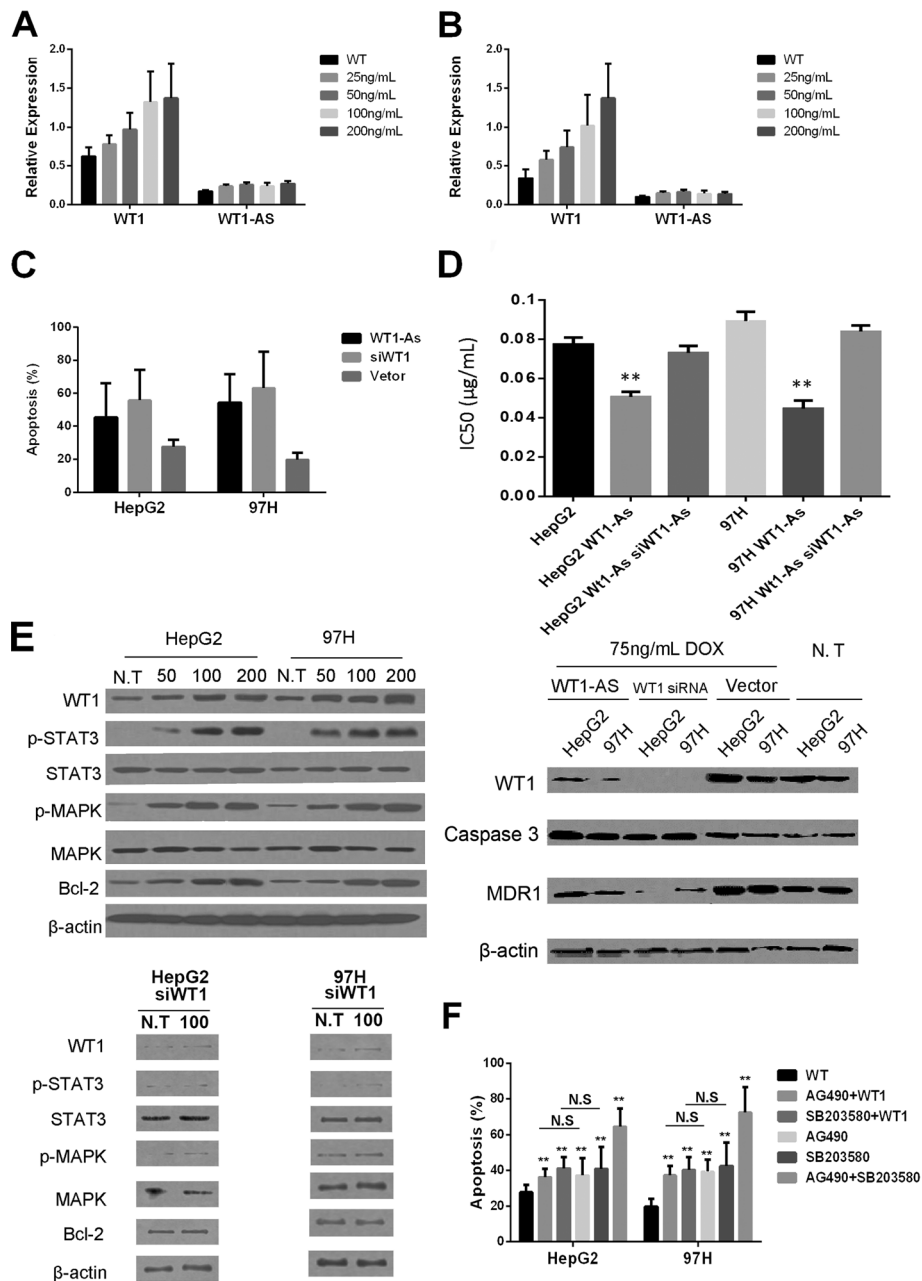 A
Relative Expression
2.0
1.5
1.0
0.5
0.0
WT1
WT1-AS
WT
25ng/mL
50ng/mL
100ng/mL
200ng/mL
B
Relative Expression
2.0
1.5
1.0
0.5
0.0
WT1
WT1-AS
WT
25ng/mL
50ng/mL
100ng/mL
200ng/mL
C
Apoptosis (%)
100
80
60
40
20
0
HepG2
97H
WT1-As
siWT1
Vetor
D
IC50 (μg/mL)
0.1
0.08
0.06
0.04
0.02
0.00
**
**
HepG2
HepG2 WT1-As
HepG2 Wt1-As siWT1-As
97H
97H WT1-As
97H Wt1-As siWT1-As
E
HepG2
97H
N.T 50 100 200 N.T 50 100 200
WT1
p-STAT3
STAT3
p-MAPK
MAPK
Bcl-2
β-actin
75ng/mL DOX
N. T
WT1-AS
WT1 siRNA
Vector
HepG2
97H
HepG2
97H
HepG2
97H
HepG2
97H
WT1
Caspase 3
MDR1
β-actin
HepG2
siWT1
N.T 100
97H
siWT1
N.T 100
WT1
p-STAT3
STAT3
p-MAPK
MAPK
Bcl-2
β-actin
F
Apoptosis (%)
100
80
60
40
20
0
** ** ** ** **
N.S
N.S
** ** ** ** **
N.S
N.S
HepG2
97H
WT
AG490+WT1
SB203580+WT1
AG490
SB203580
AG490+SB203580